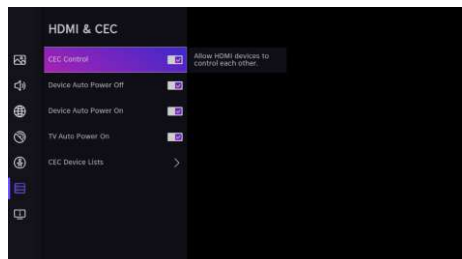 HDMI & CEC
CEC Control
Allow HDMI devices to
control each other.
Device Auto Power Off
Device Auto Power On
TV Auto Power On
CEC Device Lists